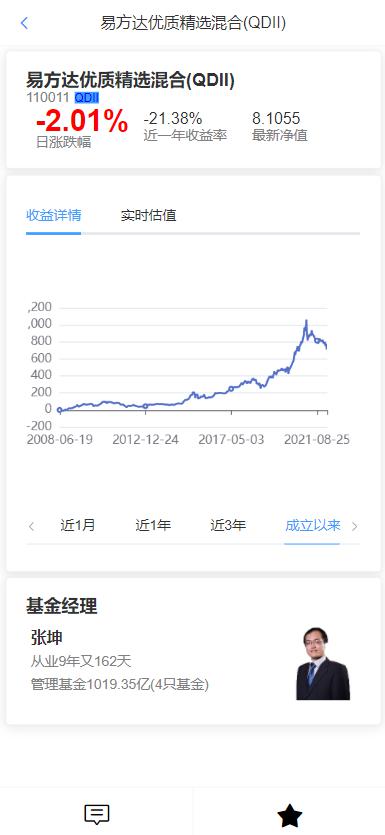 易方达优质精选混合(QDII)
易方达优质精选混合(QDII)
110011 QDII
-2.01%
日涨跌幅
-21.38%
近一年收益率
8.1055
最新净值
收益详情 实时估值
,200
,000
800
600
400
200
0
-200
2008-06-19 2012-12-24 2017-05-03 2021-08-25
近1月 近1年 近3年 成立以来
基金经理
张坤
从业9年又162天
管理基金1019.35亿(4只基金)